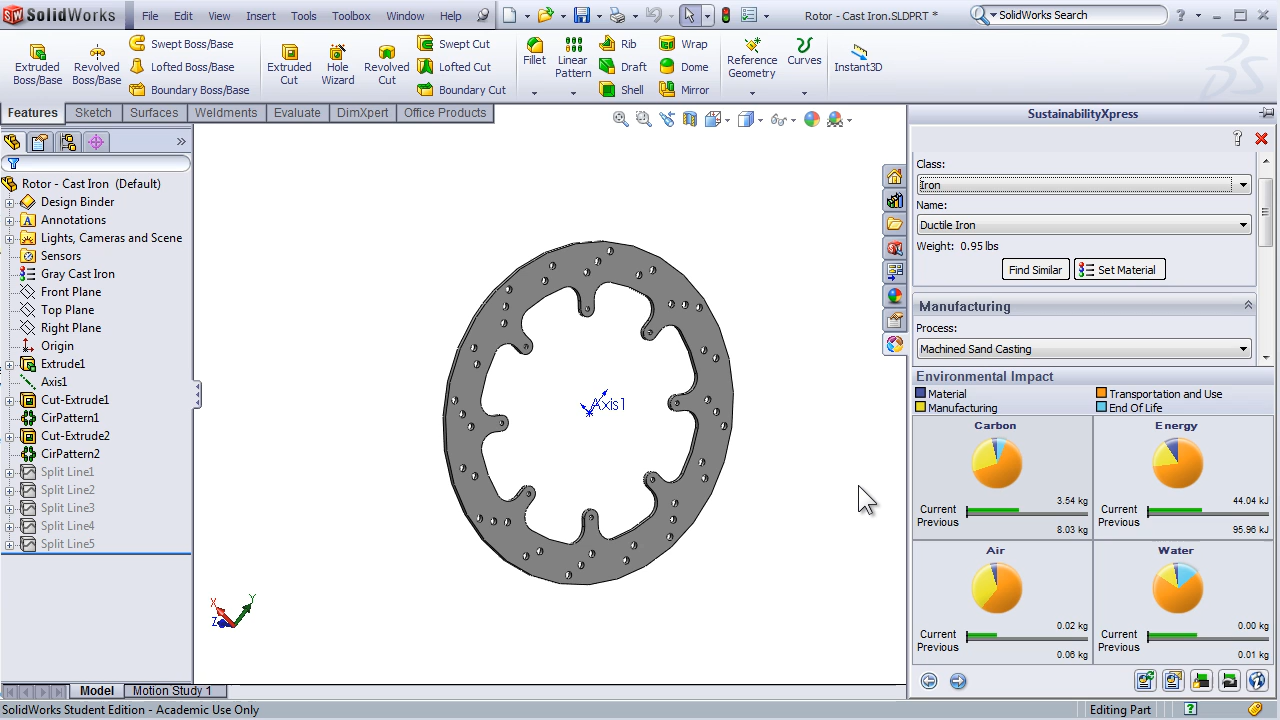 SolidWorks File Edit View Insert Tools Toolbox Window Help Rotor - Cast Iron.SLDPRT * SolidWorks Search
Extruded Boss/Base
Revolved Boss/Base
Swept Boss/Base
Lofted Boss/Base
Boundary Boss/Base
Extruded Cut
Hole Wizard
Revolved Cut
Swept Cut
Lofted Cut
Boundary Cut
Fillet
Linear Pattern
Rib
Draft
Shell
Wrap
Dome
Mirror
Reference Geometry
Curves
Instant3D
Features Sketch Surfaces Weldments Evaluate DimXpert Office Products
Rotor - Cast Iron (Default)
Design Binder
Annotations
Lights, Cameras and Scene
Sensors
Gray Cast Iron
Front Plane
Top Plane
Right Plane
Origin
Extrude1
Axis1
Cut-Extrude1
CirPattern1
Cut-Extrude2
CirPattern2
Split Line1
Split Line2
Split Line3
Split Line4
Split Line5
Axis1
X Y Z
SustainabilityXpress
Class:
Iron
Name:
Ductile Iron
Weight: 0.95 lbs
Find Similar Set Material
Manufacturing
Process:
Machined Sand Casting
Environmental Impact
Material Transportation and Use
Manufacturing End Of Life
Carbon
3.54 kg
Current
Previous
8.03 kg
Energy
44.04 kJ
Current
Previous
95.96 kJ
Air
0.02 kg
Current
Previous
0.06 kg
Water
0.00 kg
Current
Previous
0.01 kg
Model Motion Study 1
SolidWorks Student Edition - Academic Use Only Editing Part